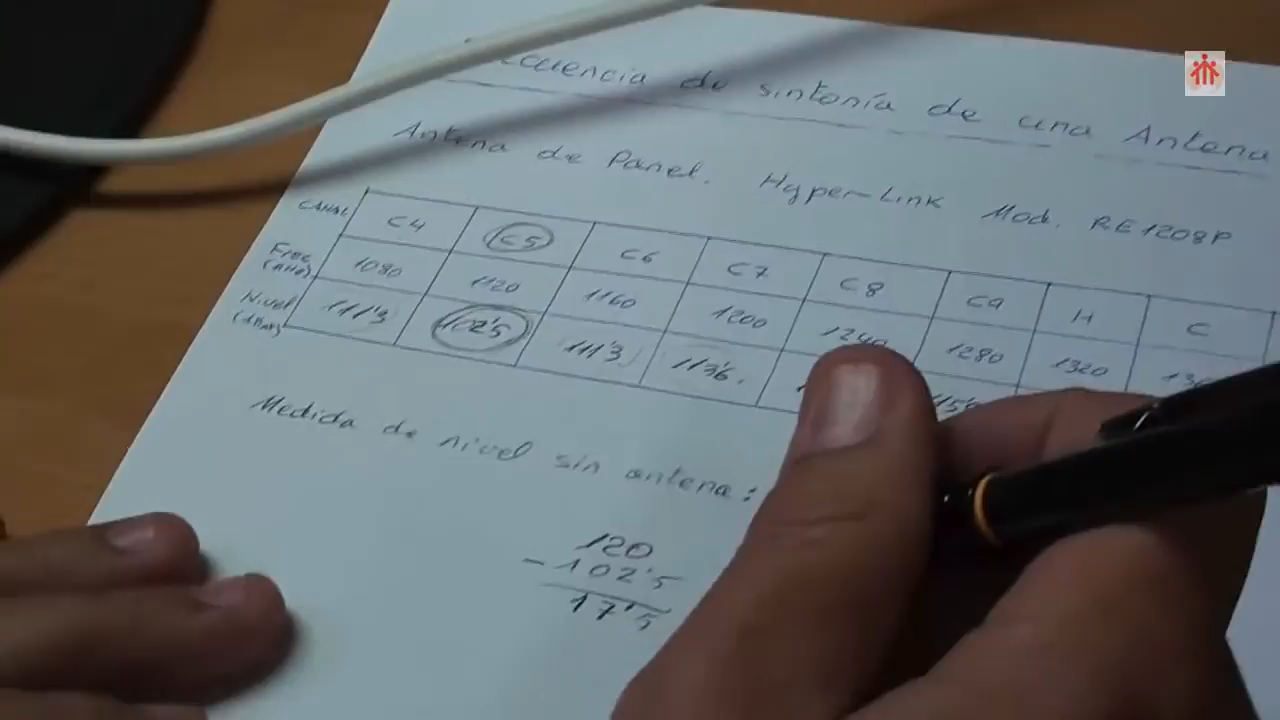 de sintonía de una Antena
Antena de Panel. Hyper-Link Mod. RE1208P
CANAL C4 C5 C6 C7 C8 C9 H C
Frec (MHz) 1080 1120 1160 1200 1240 1280 1320
Nivel 111'3 102'5 111'3 113'6
Medida de nivel sin antena:
120
- 102'5
17'5